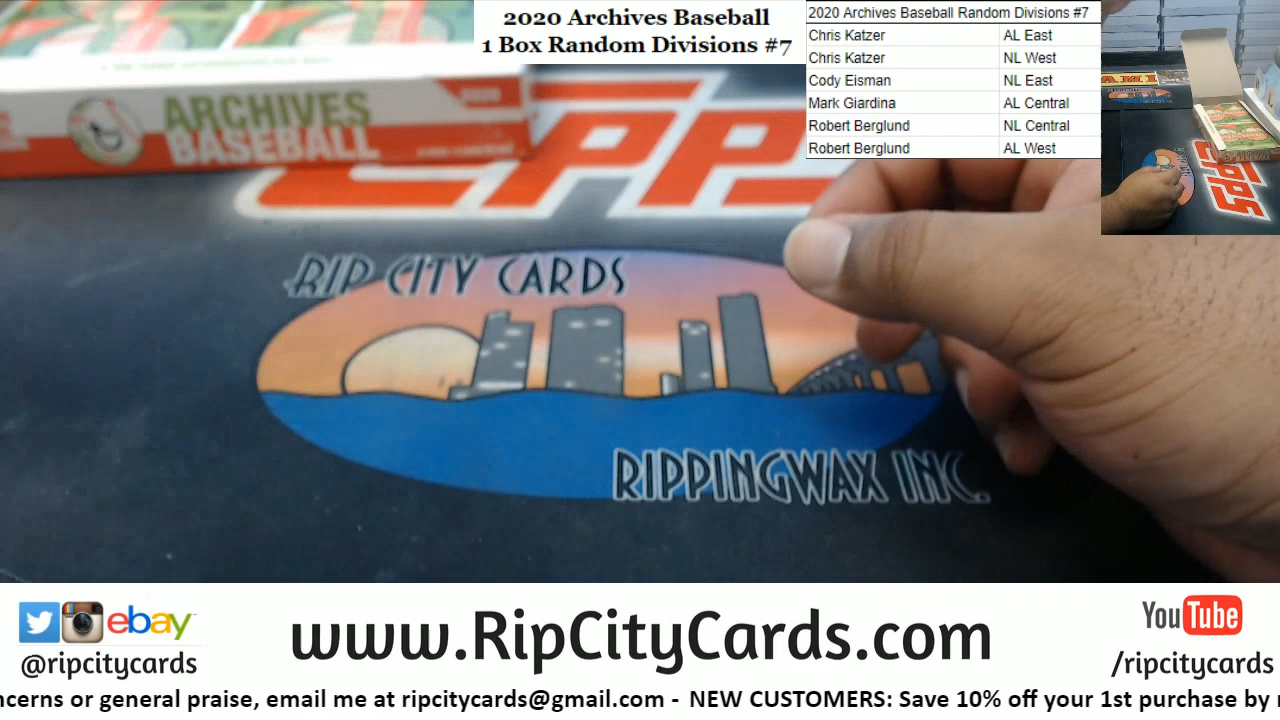 2020 Archives Baseball
1 Box Random Divisions #7
2020 Archives Baseball Random Divisions #7
Chris Katzer AL East
Chris Katzer NL West
Cody Eisman NL East
Mark Giardina AL Central
Robert Berglund NL Central
Robert Berglund AL West
ARCHIVES
BASEBALL
RIP CITY CARDS
RIPPINGWAX INC.
ebay
@ripcitycards
www.RipCityCards.com
YouTube
/ripcitycards
ncerns or general praise, email me at ripcitycards@gmail.com - NEW CUSTOMERS: Save 10% off your 1st purchase by